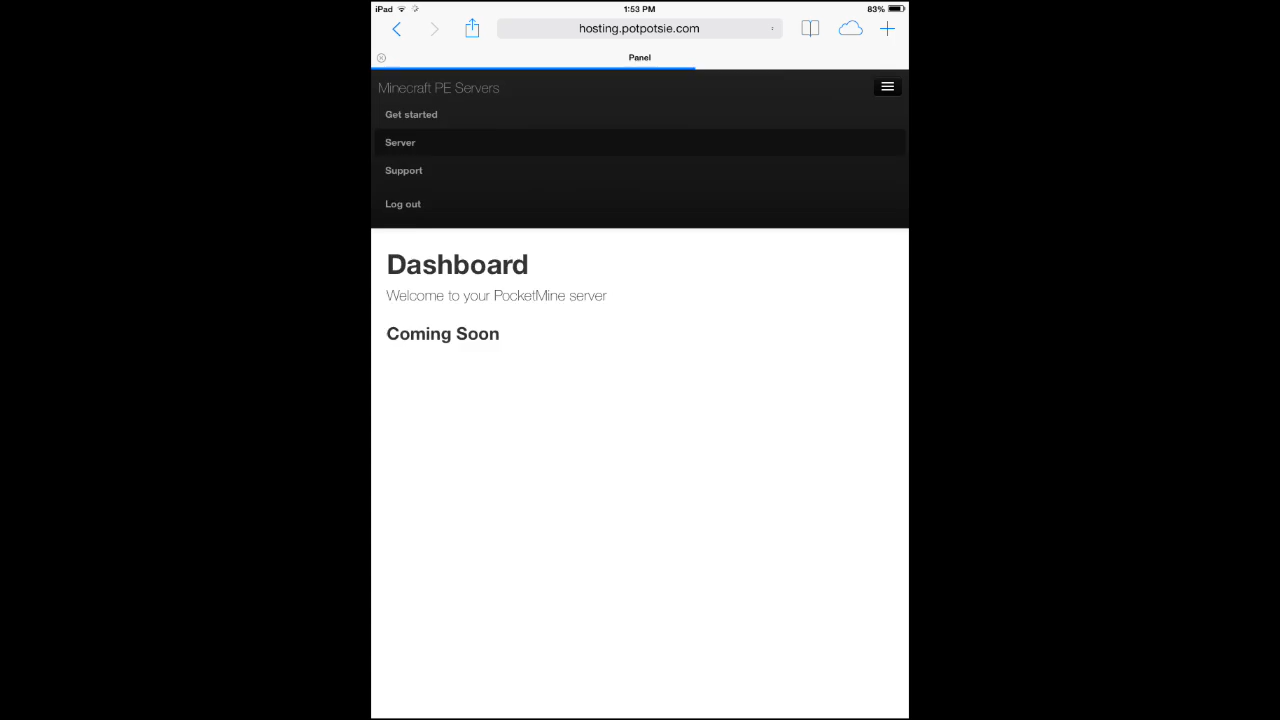 iPad 1:53 PM 83%
hosting.potpotsie.com
Panel
Minecraft PE Servers
Get started
Server
Support
Log out
Dashboard
Welcome to your PocketMine server
Coming Soon